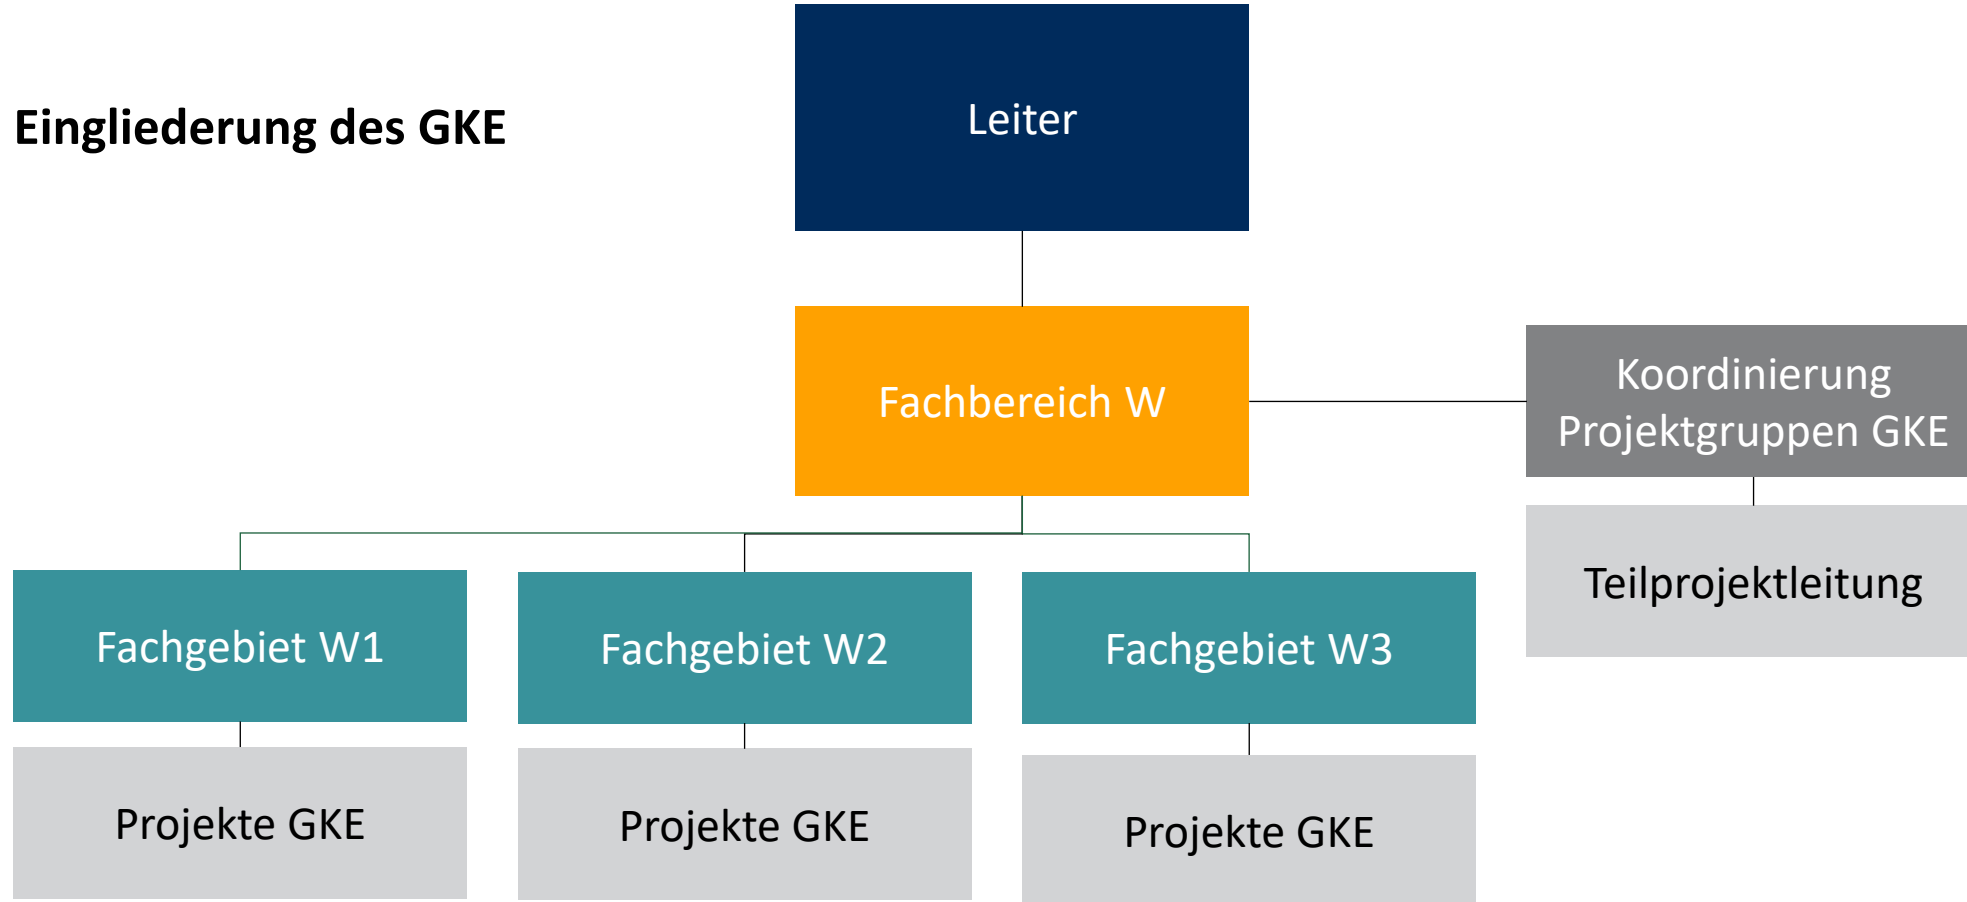 Eingliederung des GKE
Leiter
Fachbereich W
Koordinierung
Projektgruppen GKE
Teilprojektleitung
Fachgebiet W1
Fachgebiet W2
Fachgebiet W3
Projekte GKE
Projekte GKE
Projekte GKE